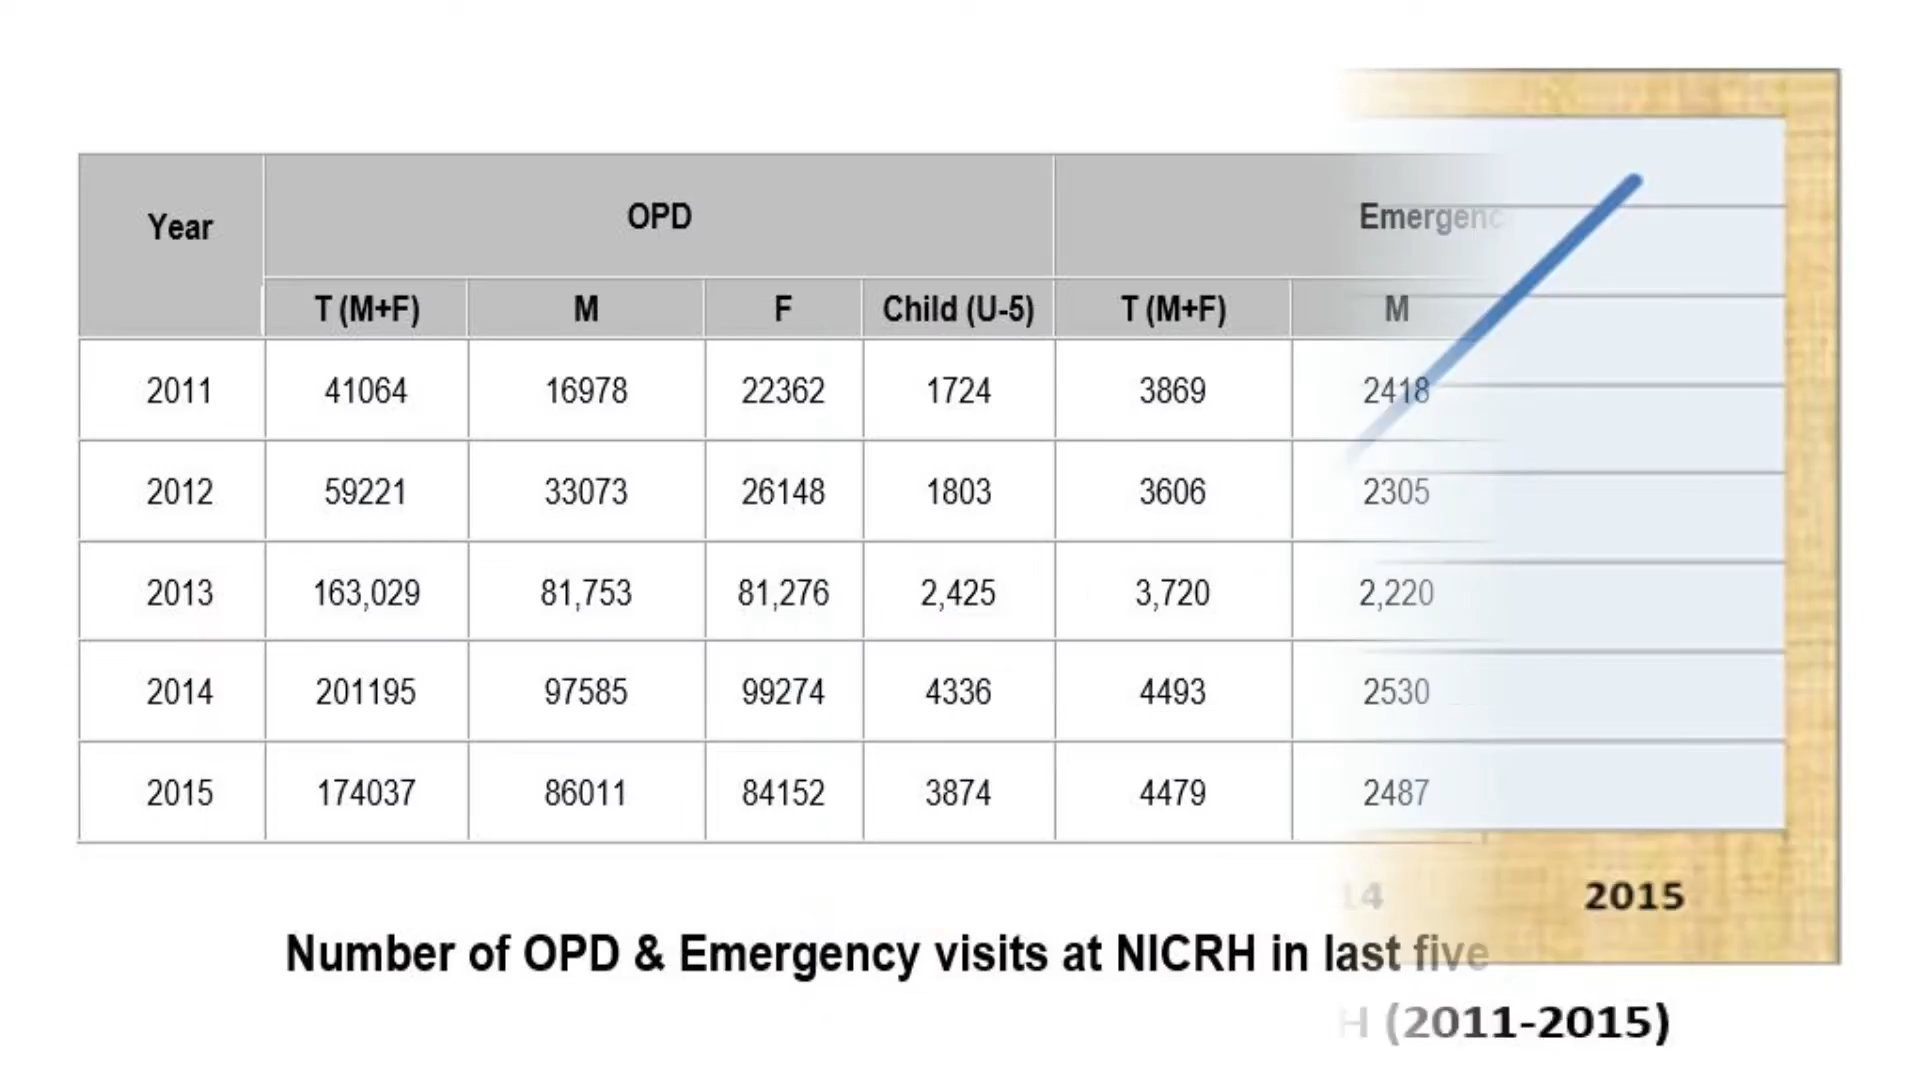 Year OPD Emergenc
T (M+F) M F Child (U-5) T (M+F) M
2011 41064 16978 22362 1724 3869 2418
2012 59221 33073 26148 1803 3606 2305
2013 163,029 81,753 81,276 2,425 3,720 2,220
2014 201195 97585 99274 4336 4493 2530
2015 174037 86011 84152 3874 4479 2487
14 2015
Number of OPD & Emergency visits at NICRH in last five
H (2011-2015)